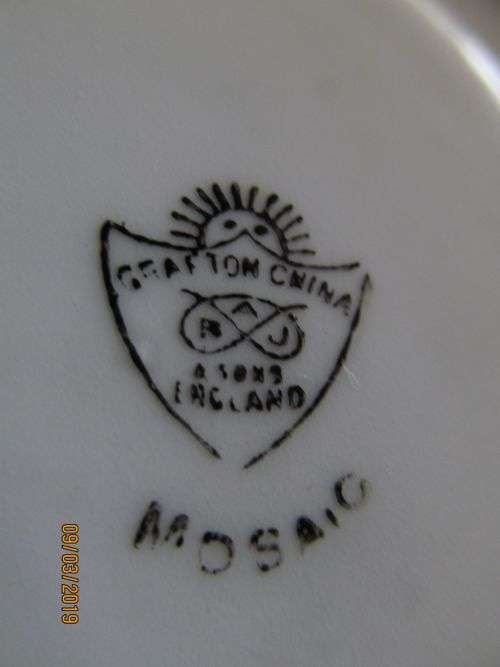 GRAFTON CHINA
A
B J
& SONS
ENGLAND
MOSAIC
09/03/2019